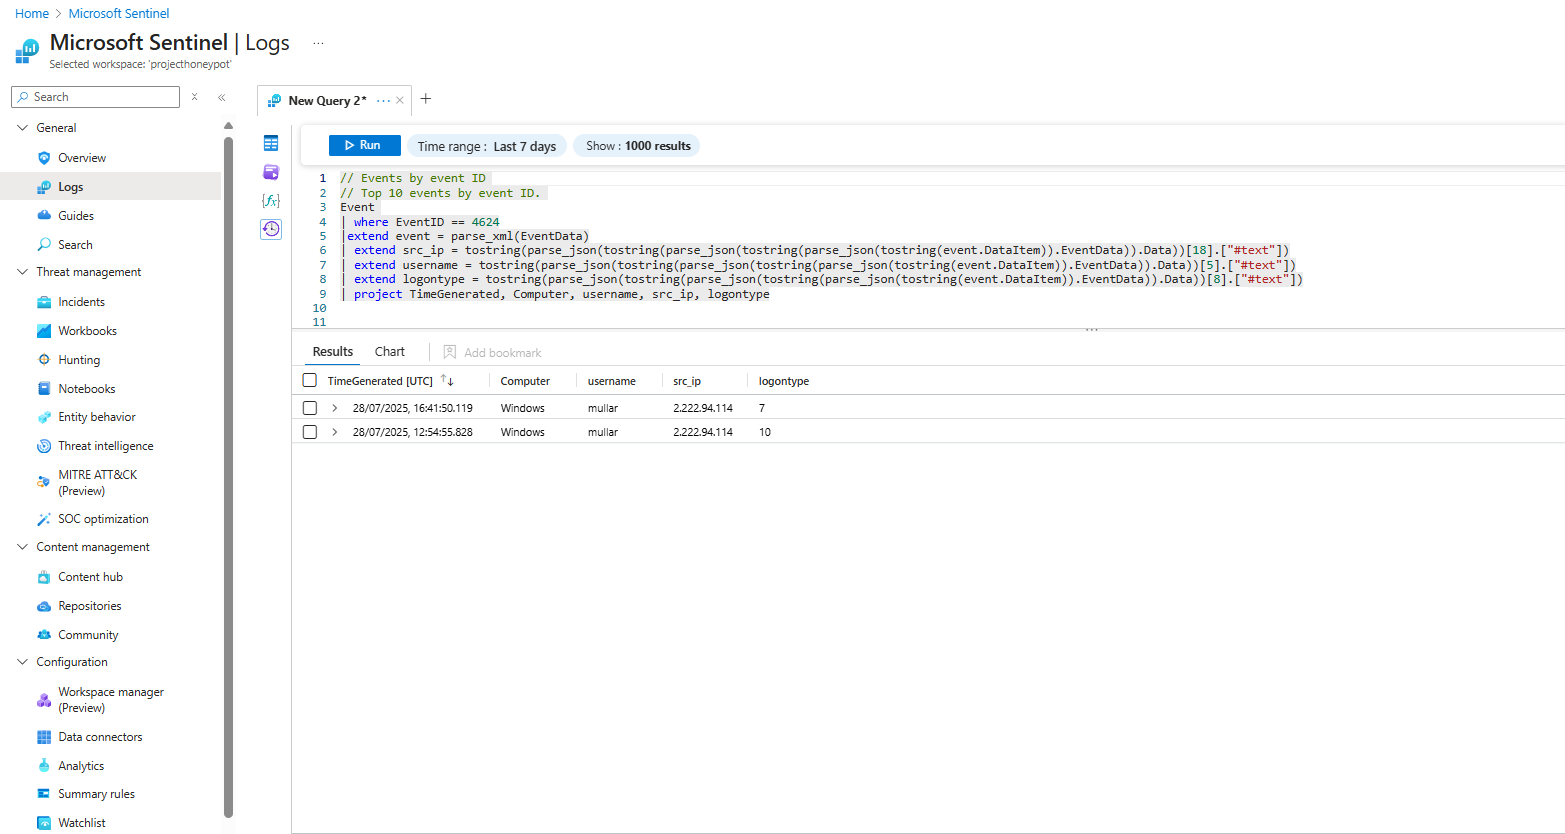 Home > Microsoft Sentinel
Microsoft Sentinel | Logs ...
Selected workspace: 'projecthoneypot'
Search
General
Overview
Logs
Guides
Search
Threat management
Incidents
Workbooks
Hunting
Notebooks
Entity behavior
Threat intelligence
MITRE ATT&CK
(Preview)
SOC optimization
Content management
Content hub
Repositories
Community
Configuration
Workspace manager
(Preview)
Data connectors
Analytics
Summary rules
Watchlist
New Query 2* ...
Run Time range : Last 7 days Show : 1000 results
{fx}
1 // Events by event ID
2 // Top 10 events by event ID.
3 Event
4 | where EventID == 4624
5 |extend event = parse_xml(EventData)
6 | extend src_ip = tostring(parse_json(tostring(parse_json(tostring(parse_json(tostring(event.DataItem)).EventData)).Data))[18].["#text"])
7 | extend username = tostring(parse_json(tostring(parse_json(tostring(parse_json(tostring(event.DataItem)).EventData)).Data))[5].["#text"])
8 | extend logontype = tostring(parse_json(tostring(parse_json(tostring(parse_json(tostring(event.DataItem)).EventData)).Data))[8].["#text"])
9 | project TimeGenerated, Computer, username, src_ip, logontype
10
11
Results Chart Add bookmark
TimeGenerated [UTC] Computer username src_ip logontype
28/07/2025, 16:41:50.119 Windows mullar 2.222.94.114 7
28/07/2025, 12:54:55.828 Windows mullar 2.222.94.114 10